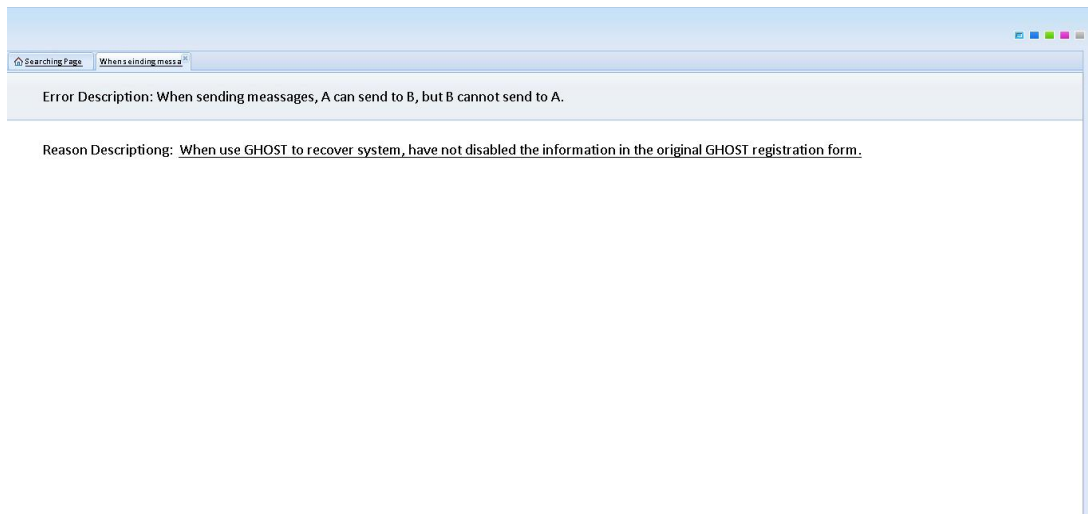 Searching Page
When seinding messa
Error Description: When sending meassages, A can send to B, but B cannot send to A.
Reason Descriptiong: When use GHOST to recover system, have not disabled the information in the original GHOST registration form.